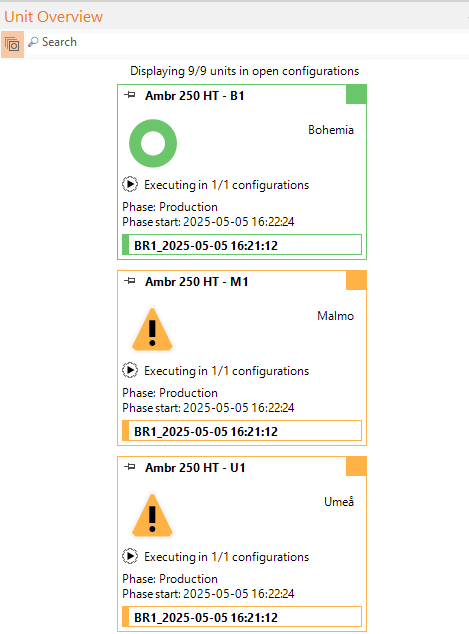 Unit Overview
Search
Displaying 9/9 units in open configurations
Ambr 250 HT - B1
Bohemia
Executing in 1/1 configurations
Phase: Production
Phase start: 2025-05-05 16:22:24
BR1_2025-05-05 16:21:12
Ambr 250 HT - M1
Malmo
Executing in 1/1 configurations
Phase: Production
Phase start: 2025-05-05 16:22:24
BR1_2025-05-05 16:21:12
Ambr 250 HT - U1
Umeå
Executing in 1/1 configurations
Phase: Production
Phase start: 2025-05-05 16:22:24
BR1_2025-05-05 16:21:12